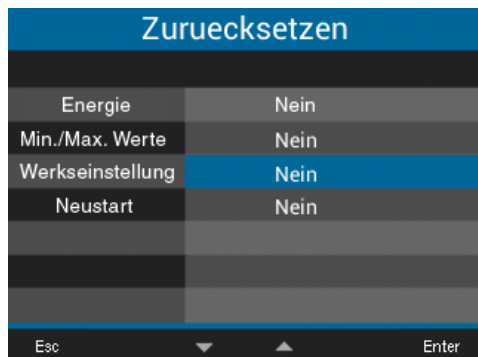 Zuruecksetzen
Energie Nein
Min./Max. Werte Nein
Werkseinstellung Nein
Neustart Nein
Esc Enter